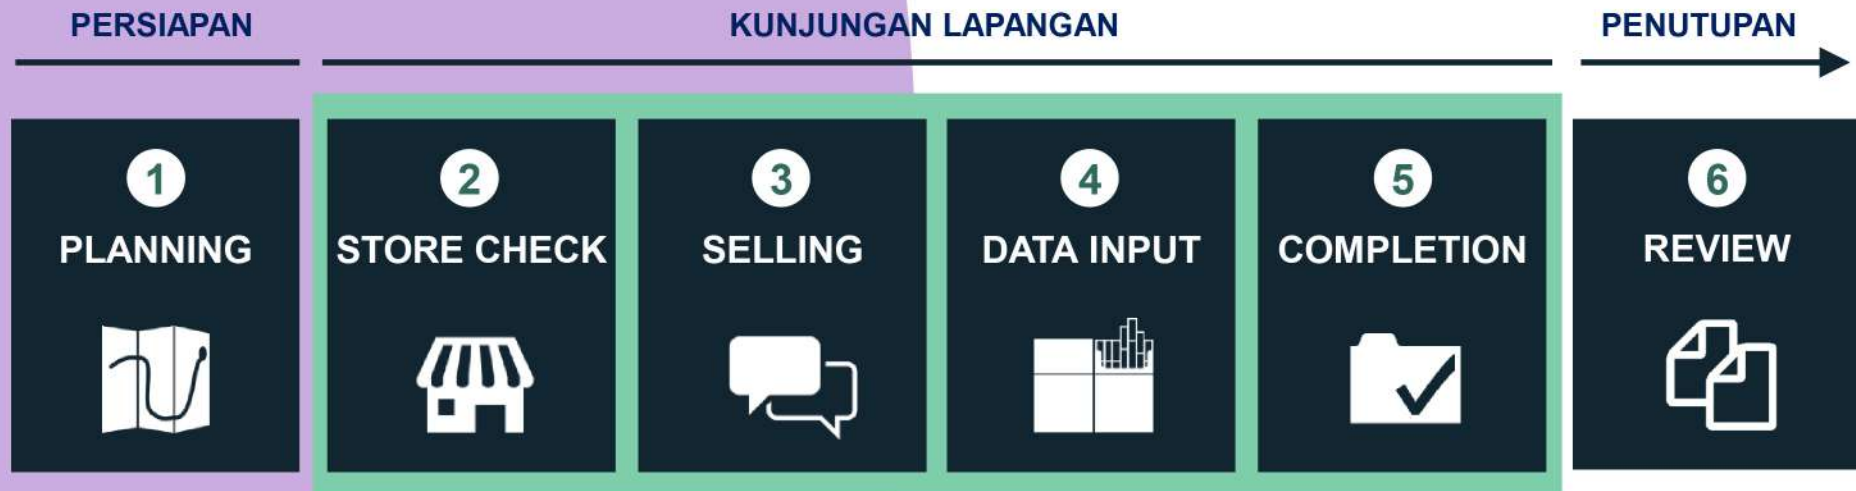 PERSIAPAN
KUNJUNGAN LAPANGAN
PENUTUPAN
1
PLANNING
2
STORE CHECK
3
SELLING
4
DATA INPUT
5
COMPLETION
6
REVIEW